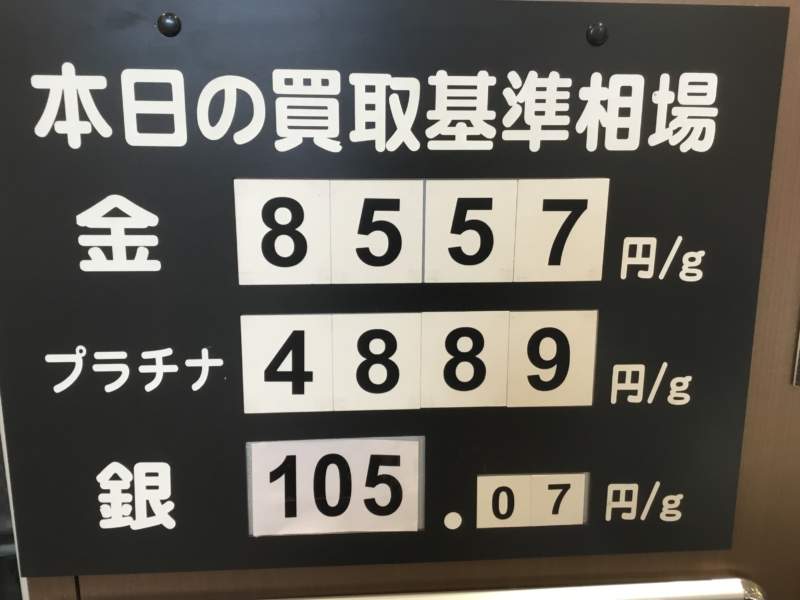 本日の買取基準相場
金 8557 円/g
プラチナ 4889 円/g
銀 105.07 円/g